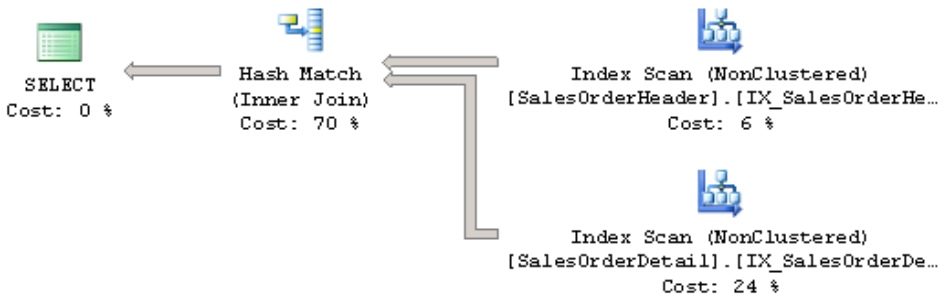 SELECT
Cost: 0 %
Hash Match
(Inner Join)
Cost: 70 %
Index Scan (NonClustered)
[SalesOrderHeader].[IX_SalesOrderHe…
Cost: 6 %
Index Scan (NonClustered)
[SalesOrderDetail].[IX_SalesOrderDe…
Cost: 24 %